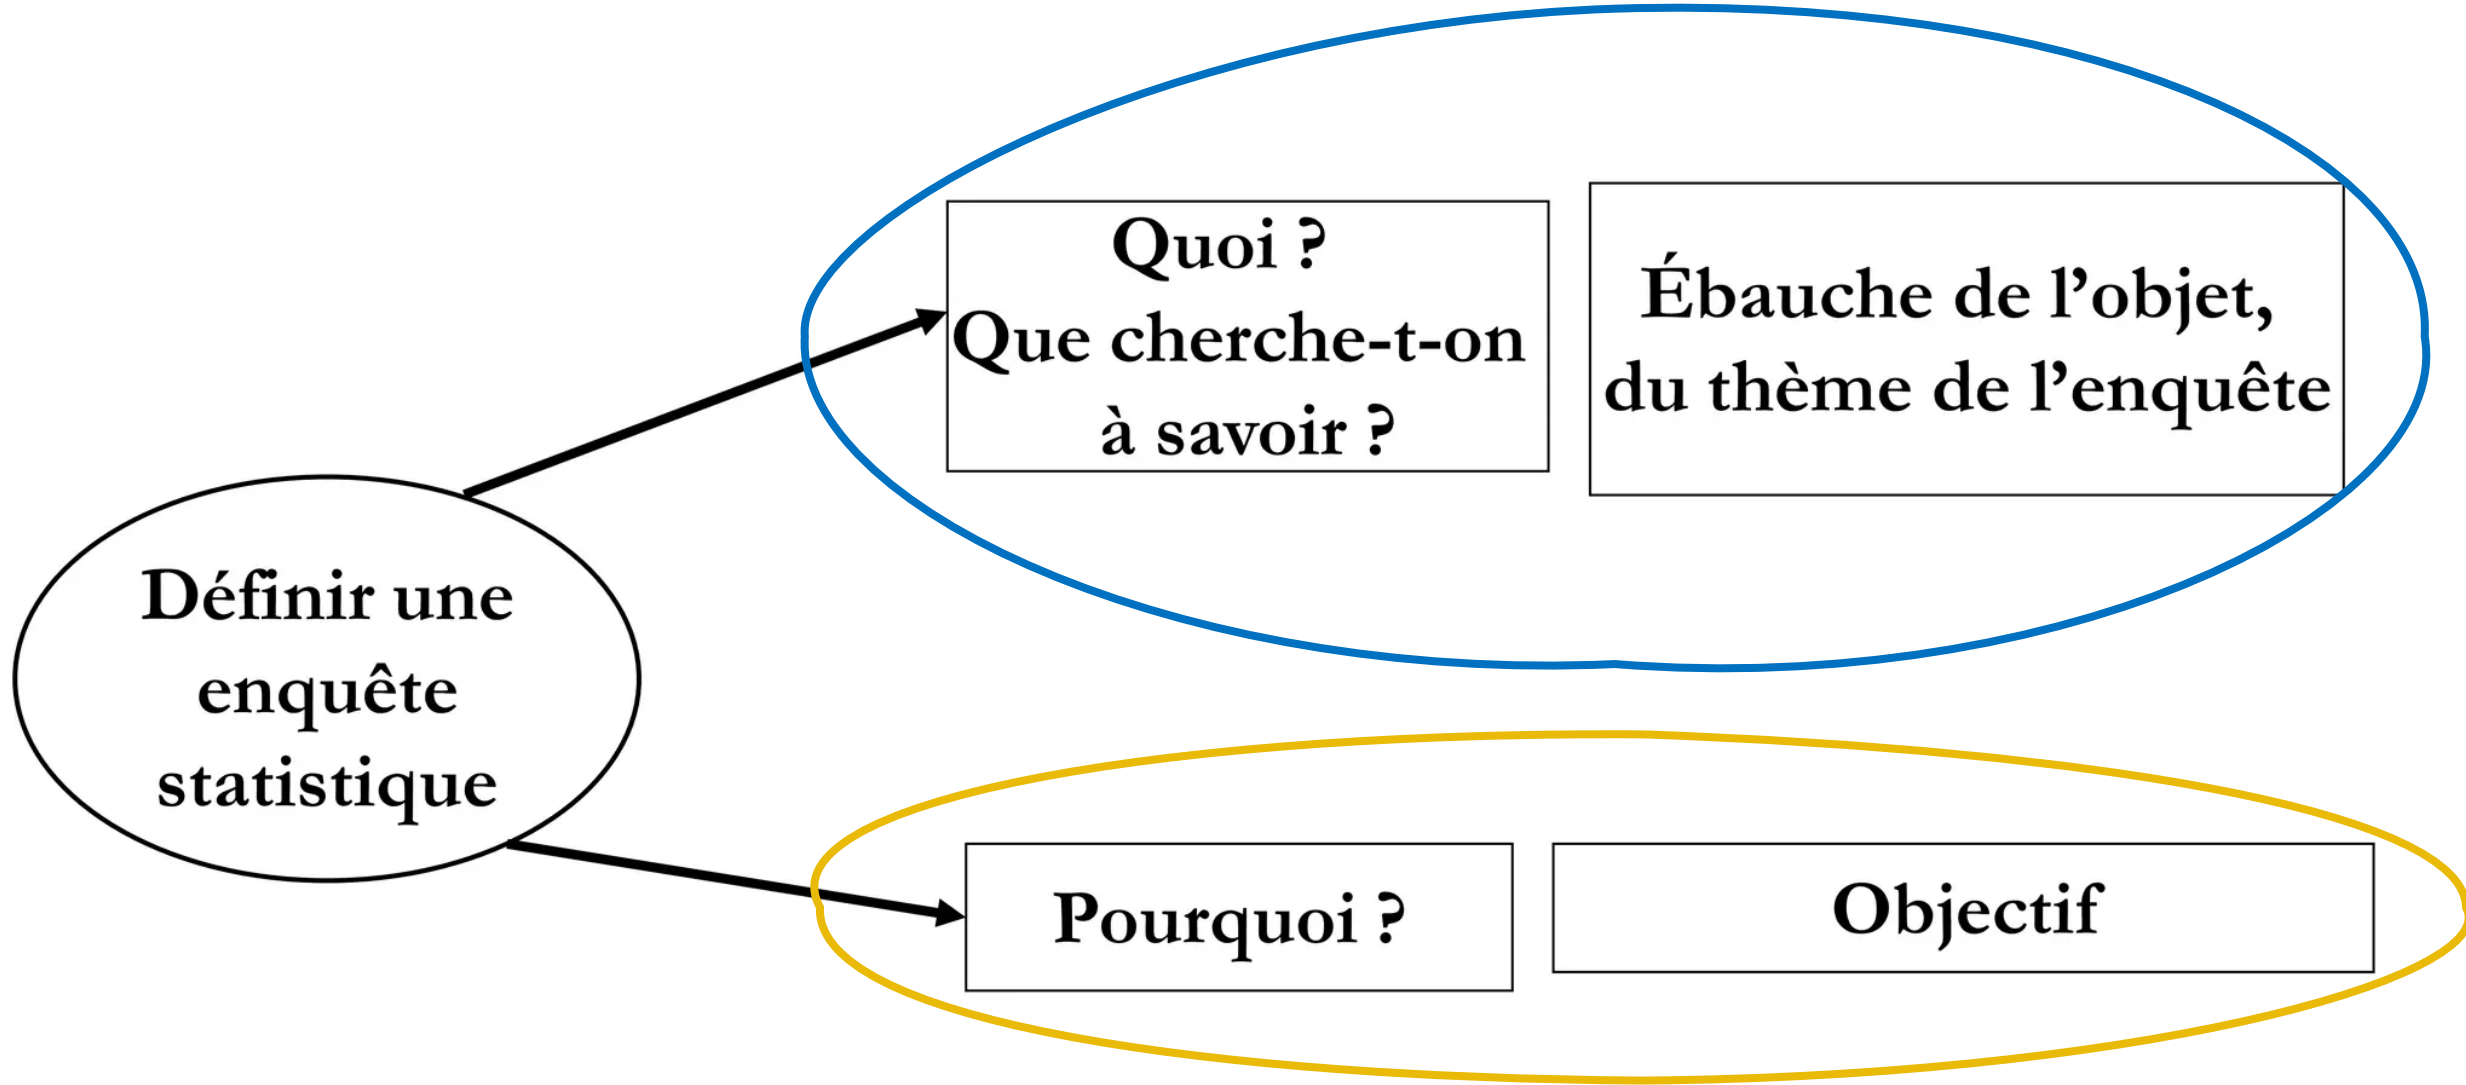 Quoi ?
Que cherche-t-on
à savoir ?
Ébauche de l’objet,
du thème de l’enquête
Définir une
enquête
statistique
Pourquoi ?
Objectif